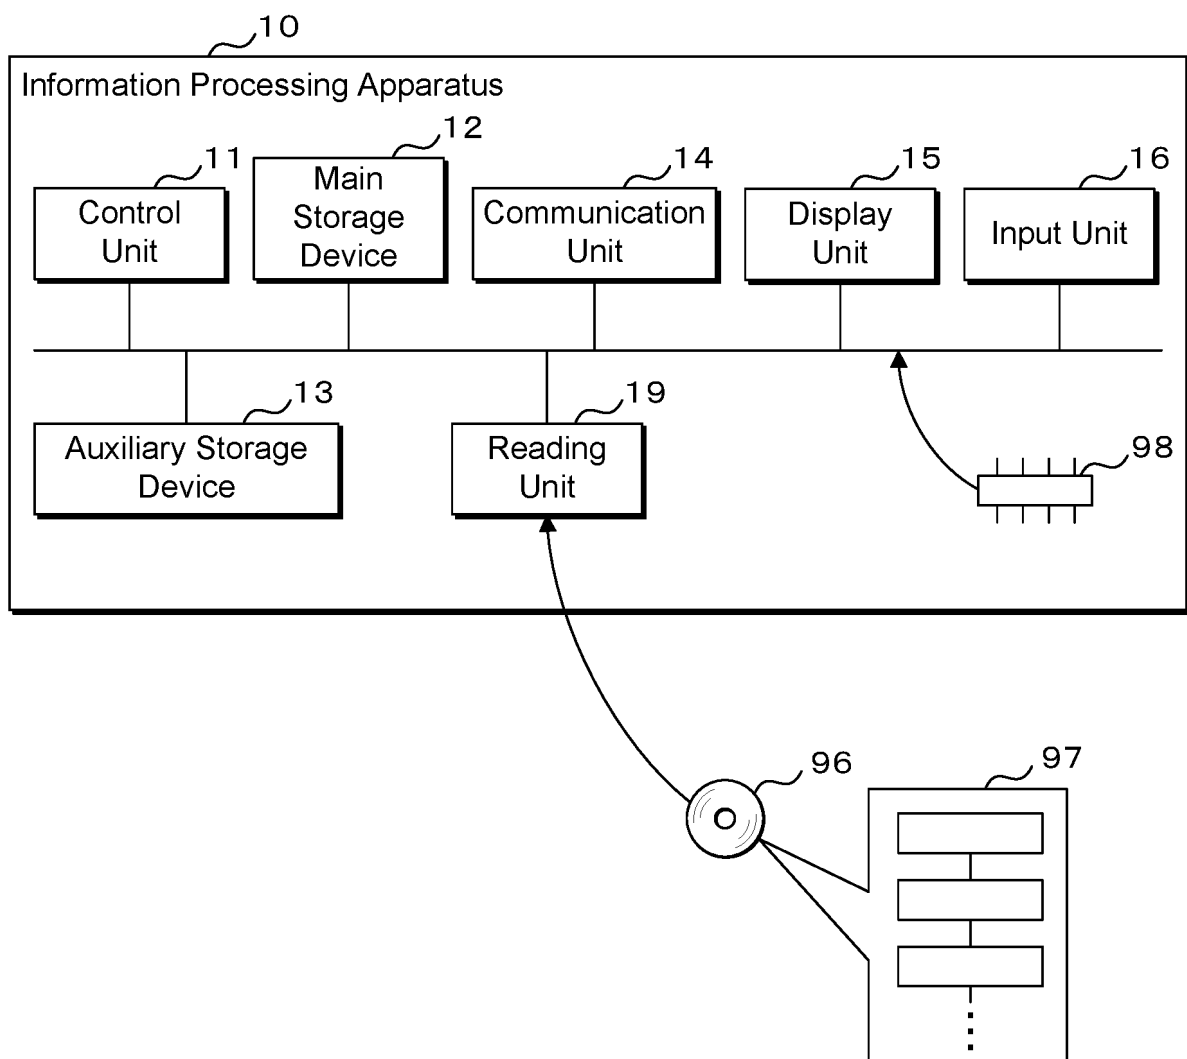 10
Information Processing Apparatus
11
Control
Unit
12
Main
Storage
Device
14
Communication
Unit
15
Display
Unit
16
Input Unit
13
Auxiliary Storage
Device
19
Reading
Unit
98
96
97